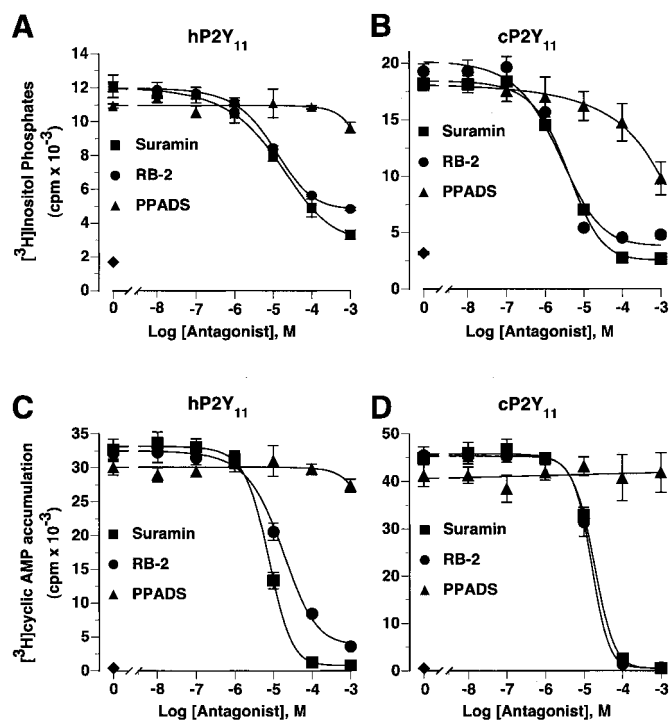 A
hP2Y₁₁
[³H]Inositol Phosphates
(cpm x 10⁻³)
14
12
10
8
6
4
2
0
Suramin
RB-2
PPADS
0
-8
-7
-6
-5
-4
-3
Log [Antagonist], M
B
cP2Y₁₁
20
15
10
5
0
Suramin
RB-2
PPADS
0
-8
-7
-6
-5
-4
-3
Log [Antagonist], M
C
hP2Y₁₁
[³H]cyclic AMP accumulation
(cpm x 10⁻³)
35
30
25
20
15
10
5
0
Suramin
RB-2
PPADS
0
-8
-7
-6
-5
-4
-3
Log [Antagonist], M
D
cP2Y₁₁
50
40
30
20
10
0
Suramin
RB-2
PPADS
0
-8
-7
-6
-5
-4
-3
Log [Antagonist], M